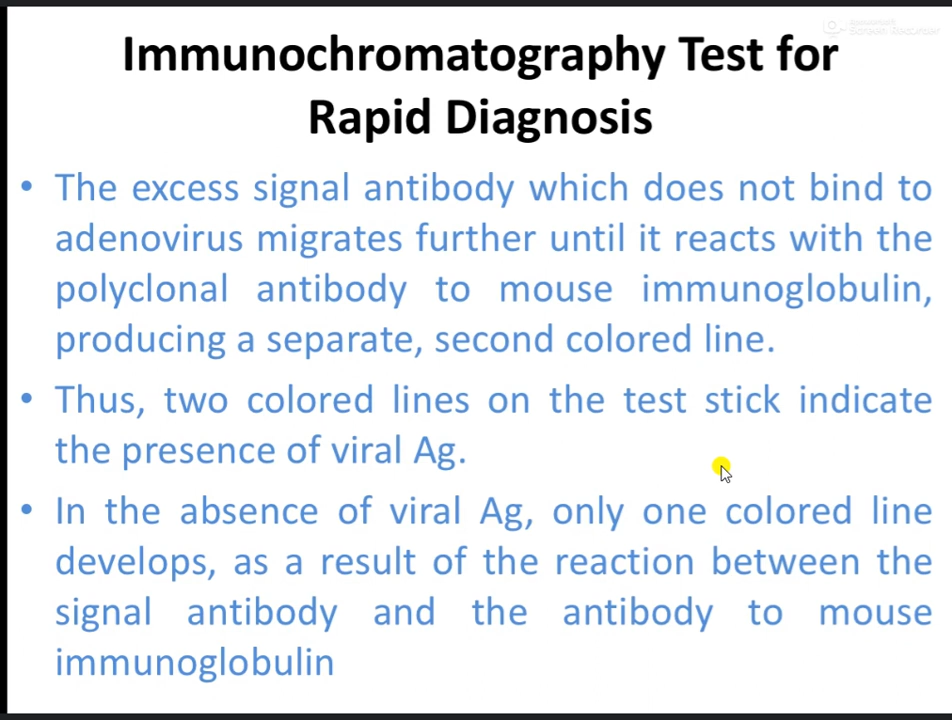 Screen Recorder
Immunochromatography Test for
Rapid Diagnosis
• The excess signal antibody which does not bind to
adenovirus migrates further until it reacts with the
polyclonal antibody to mouse immunoglobulin,
producing a separate, second colored line.
• Thus, two colored lines on the test stick indicate
the presence of viral Ag.
• In the absence of viral Ag, only one colored line
develops, as a result of the reaction between the
signal antibody and the antibody to mouse
immunoglobulin